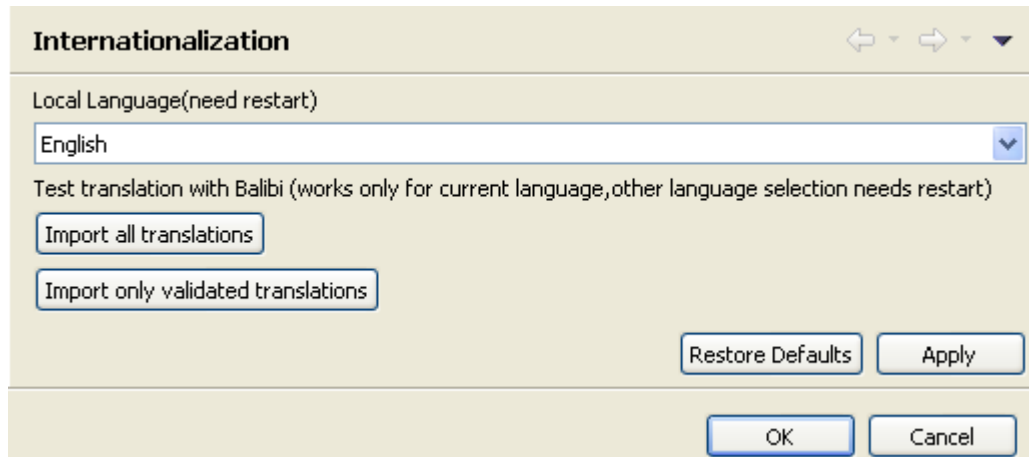 Internationalization
Local Language(need restart)
English
Test translation with Balibi (works only for current language,other language selection needs restart)
Import all translations
Import only validated translations
Restore Defaults Apply
OK Cancel